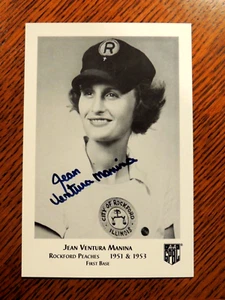 R
Jean
Ventura Manina
CITY OF ROCKFORD
ILLINOIS
JEAN VENTURA MANINA
ROCKFORD PEACHES 1951 & 1953
FIRST BASE